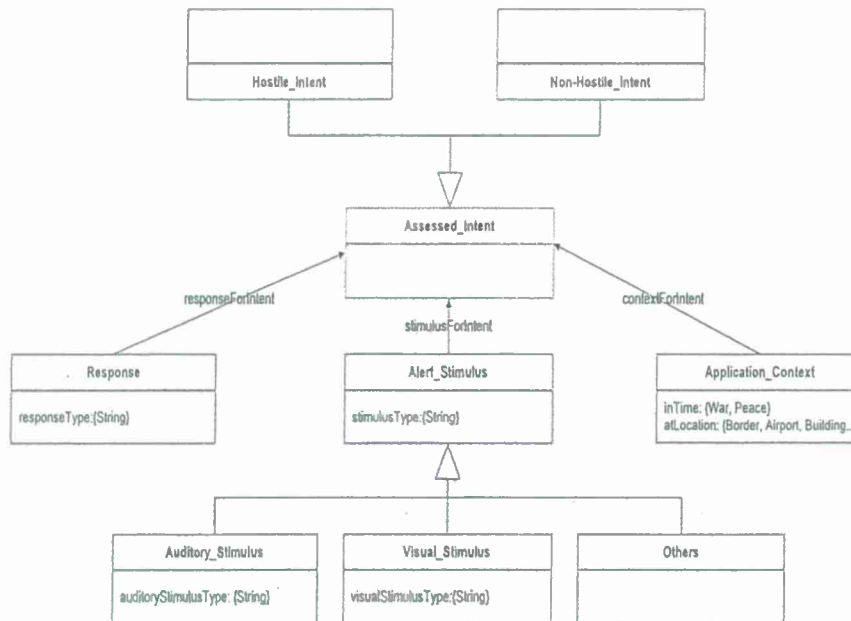 Hostile_Intent
Non-Hostile_Intent
Assessed_Intent
responseForIntent
contextForIntent
stimulusForIntent
Response
Alert_Stimulus
Application_Context
responseType:{String}
stimulusType:{String}
inTime: {War, Peace}
atLocation: {Border, Airport, Building...
Auditory_Stimulus
Visual_Stimulus
Others
auditoryStimulusType: {String}
visualStimulusType:{String}